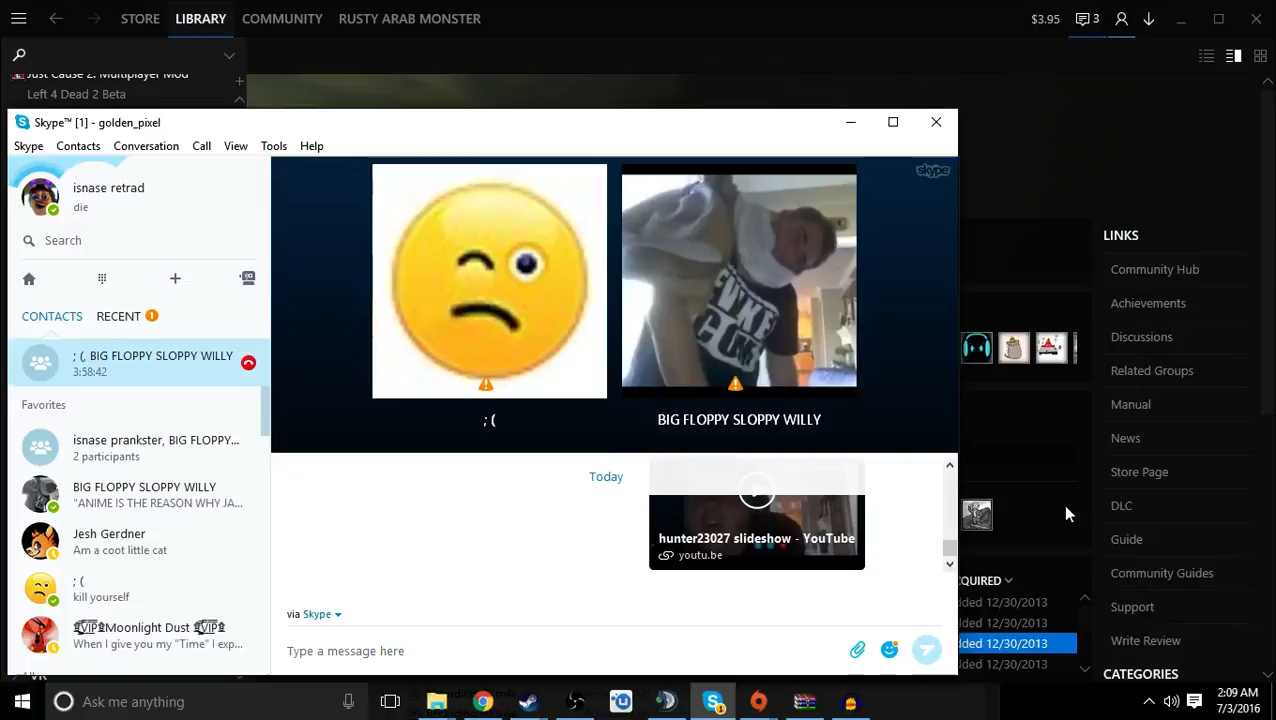 STORE LIBRARY COMMUNITY RUSTY ARAB MONSTER $3.95 3
Just Cause 2: Multiplayer Mod
Left 4 Dead 2 Beta
Skype™ [1] - golden_pixel
Skype Contacts Conversation Call View Tools Help
isnase retrad
die
Search
CONTACTS RECENT 1
; (, BIG FLOPPY SLOPPY WILLY
3:58:42
Favorites
isnase prankster, BIG FLOPPY...
2 participants
BIG FLOPPY SLOPPY WILLY
"ANIME IS THE REASON WHY JA...
Jesh Gerdner
Am a coot little cat
; (
kill yourself
VIP Moonlight Dust VIP
When I give you my "Time" I exp...
skype
; (
BIG FLOPPY SLOPPY WILLY
Today
hunter23027 slideshow - YouTube
youtu.be
via Skype
Type a message here
LINKS
Community Hub
Achievements
Discussions
Related Groups
Manual
News
Store Page
DLC
Guide
Community Guides
Support
Write Review
CATEGORIES
QUIRED
dded 12/30/2013
dded 12/30/2013
dded 12/30/2013
dded 12/30/2013
Ask me anything
2:09 AM
7/3/2016